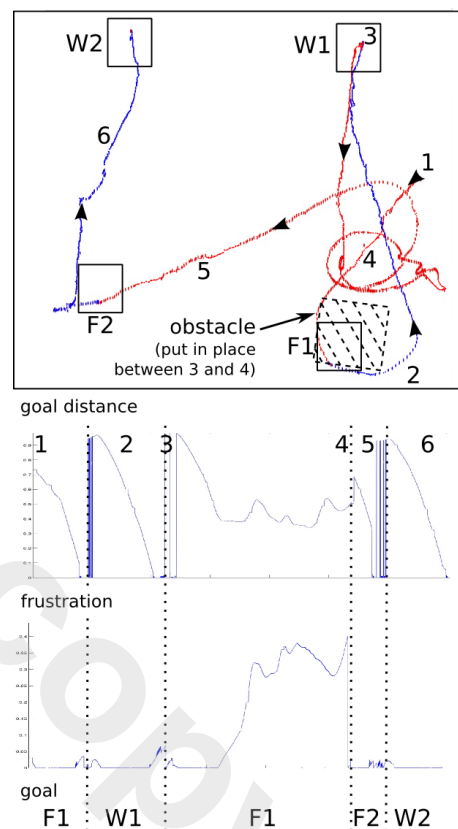 W2
W1
3
6
1
4
5
F2
obstacle
(put in place
between 3 and 4)
F1
2
goal distance
1 2 3 4 5 6
frustration
goal
F1 W1 F1 F2 W2
cop